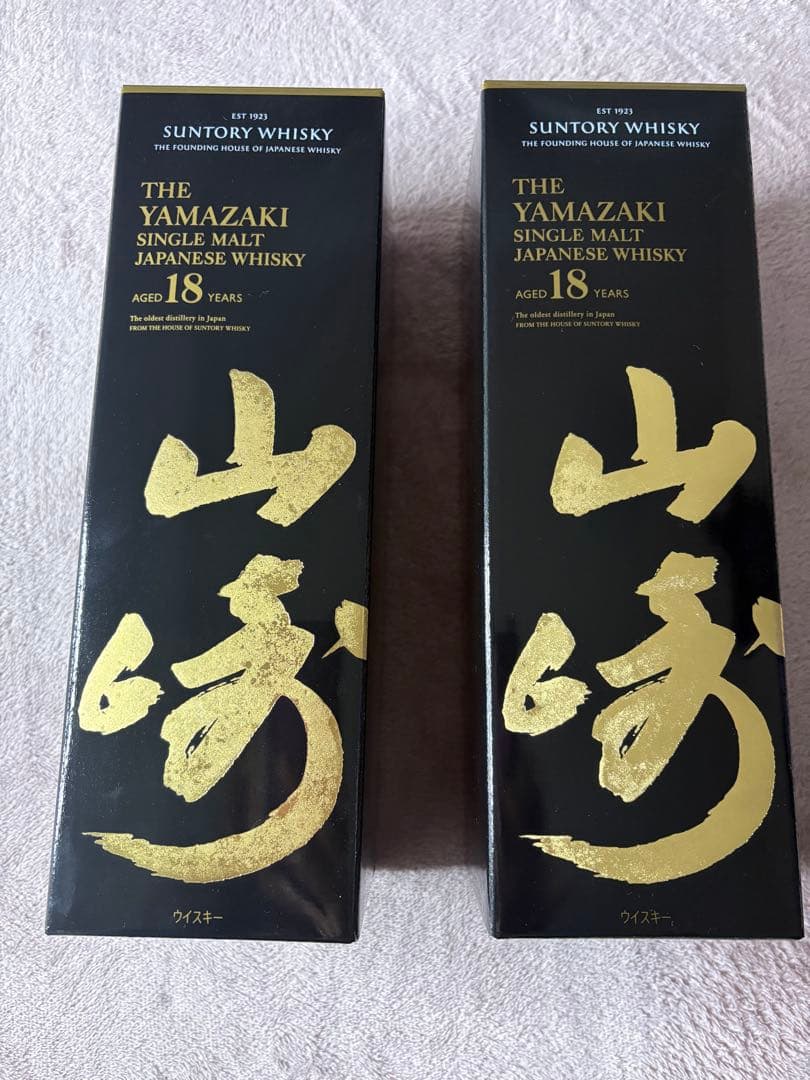 EST 1923
SUNTORY WHISKY
THE FOUNDING HOUSE OF JAPANESE WHISKY
THE
YAMAZAKI
SINGLE MALT
JAPANESE WHISKY
AGED 18 YEARS
The oldest distillery in Japan
FROM THE HOUSE OF SUNTORY WHISKY
山
崎
ウイスキー
EST 1923
SUNTORY WHISKY
THE FOUNDING HOUSE OF JAPANESE WHISKY
THE
YAMAZAKI
SINGLE MALT
JAPANESE WHISKY
AGED 18 YEARS
The oldest distillery in Japan
FROM THE HOUSE OF SUNTORY WHISKY
山
崎
ウイスキー